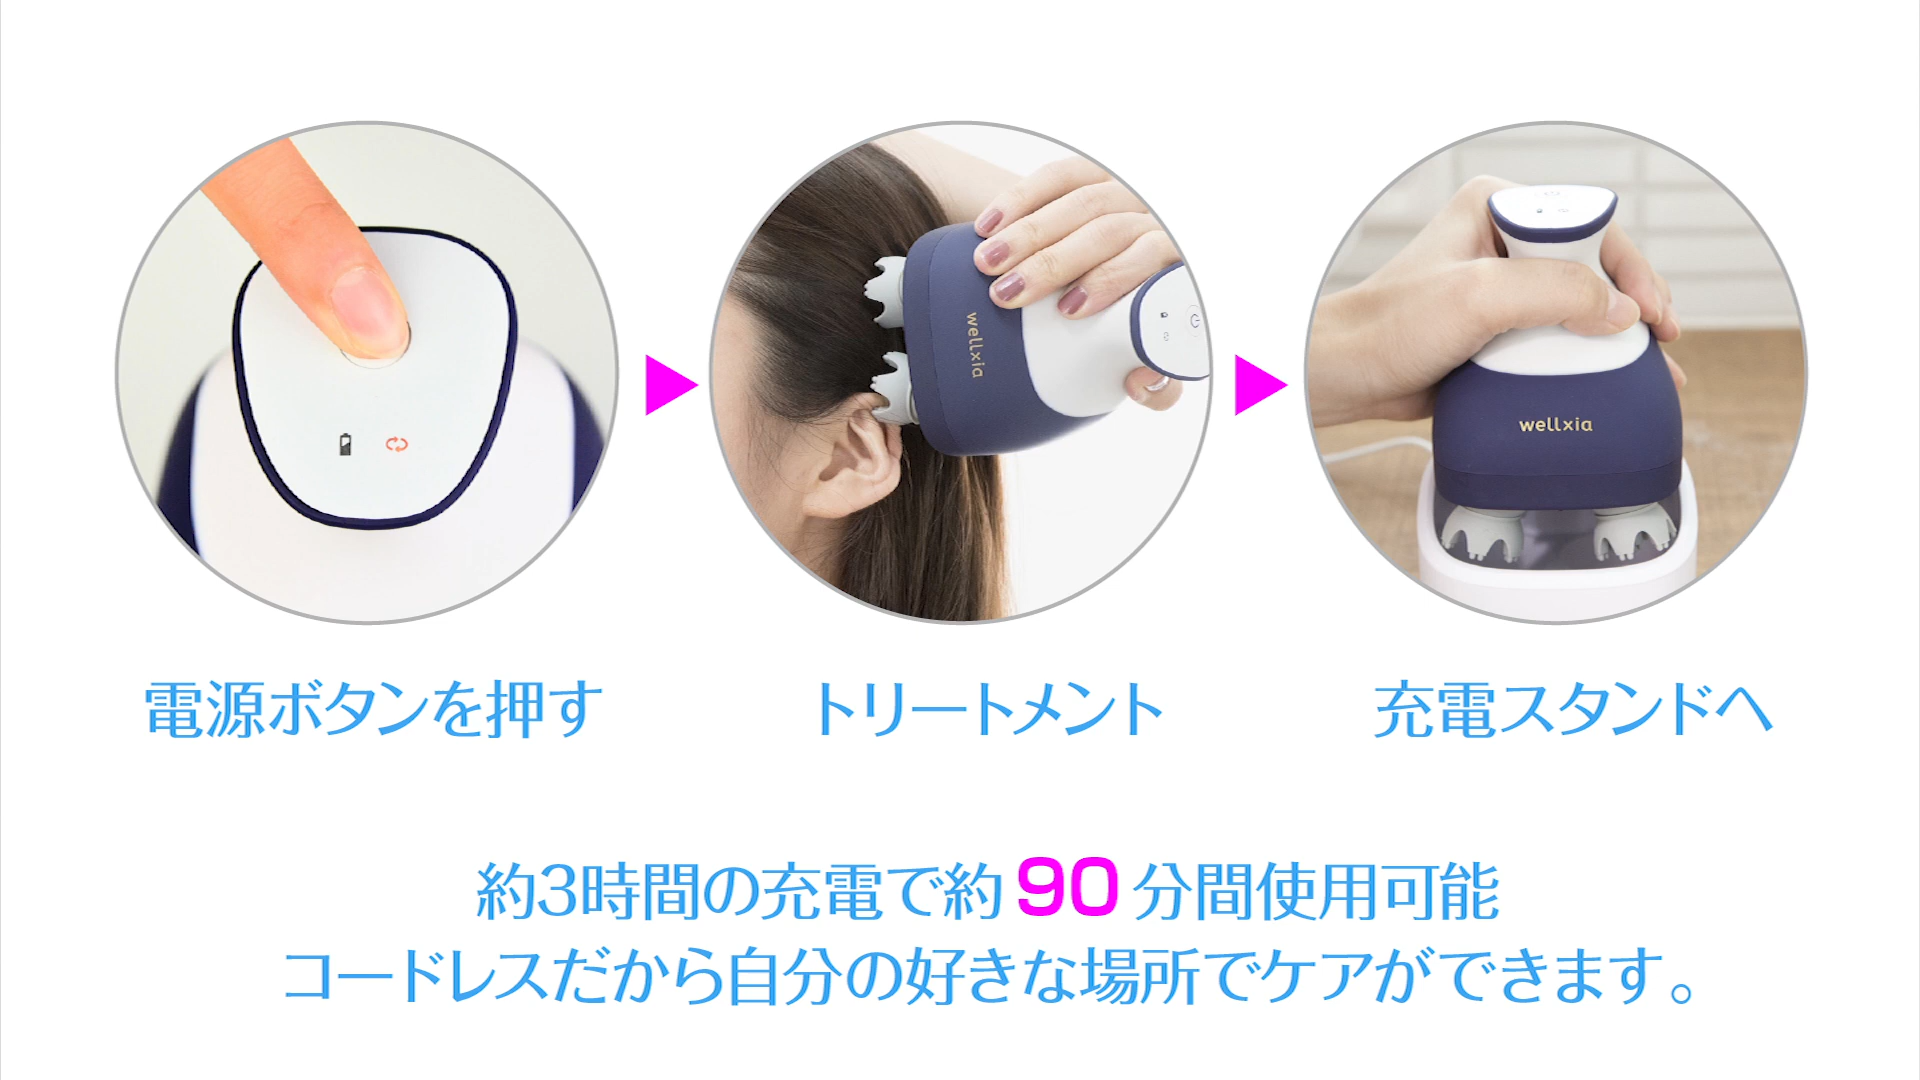 wellxia
wellxia
電源ボタンを押す
トリートメント
充電スタンドへ
約3時間の充電で約90分間使用可能
コードレスだから自分の好きな場所でケアができます。